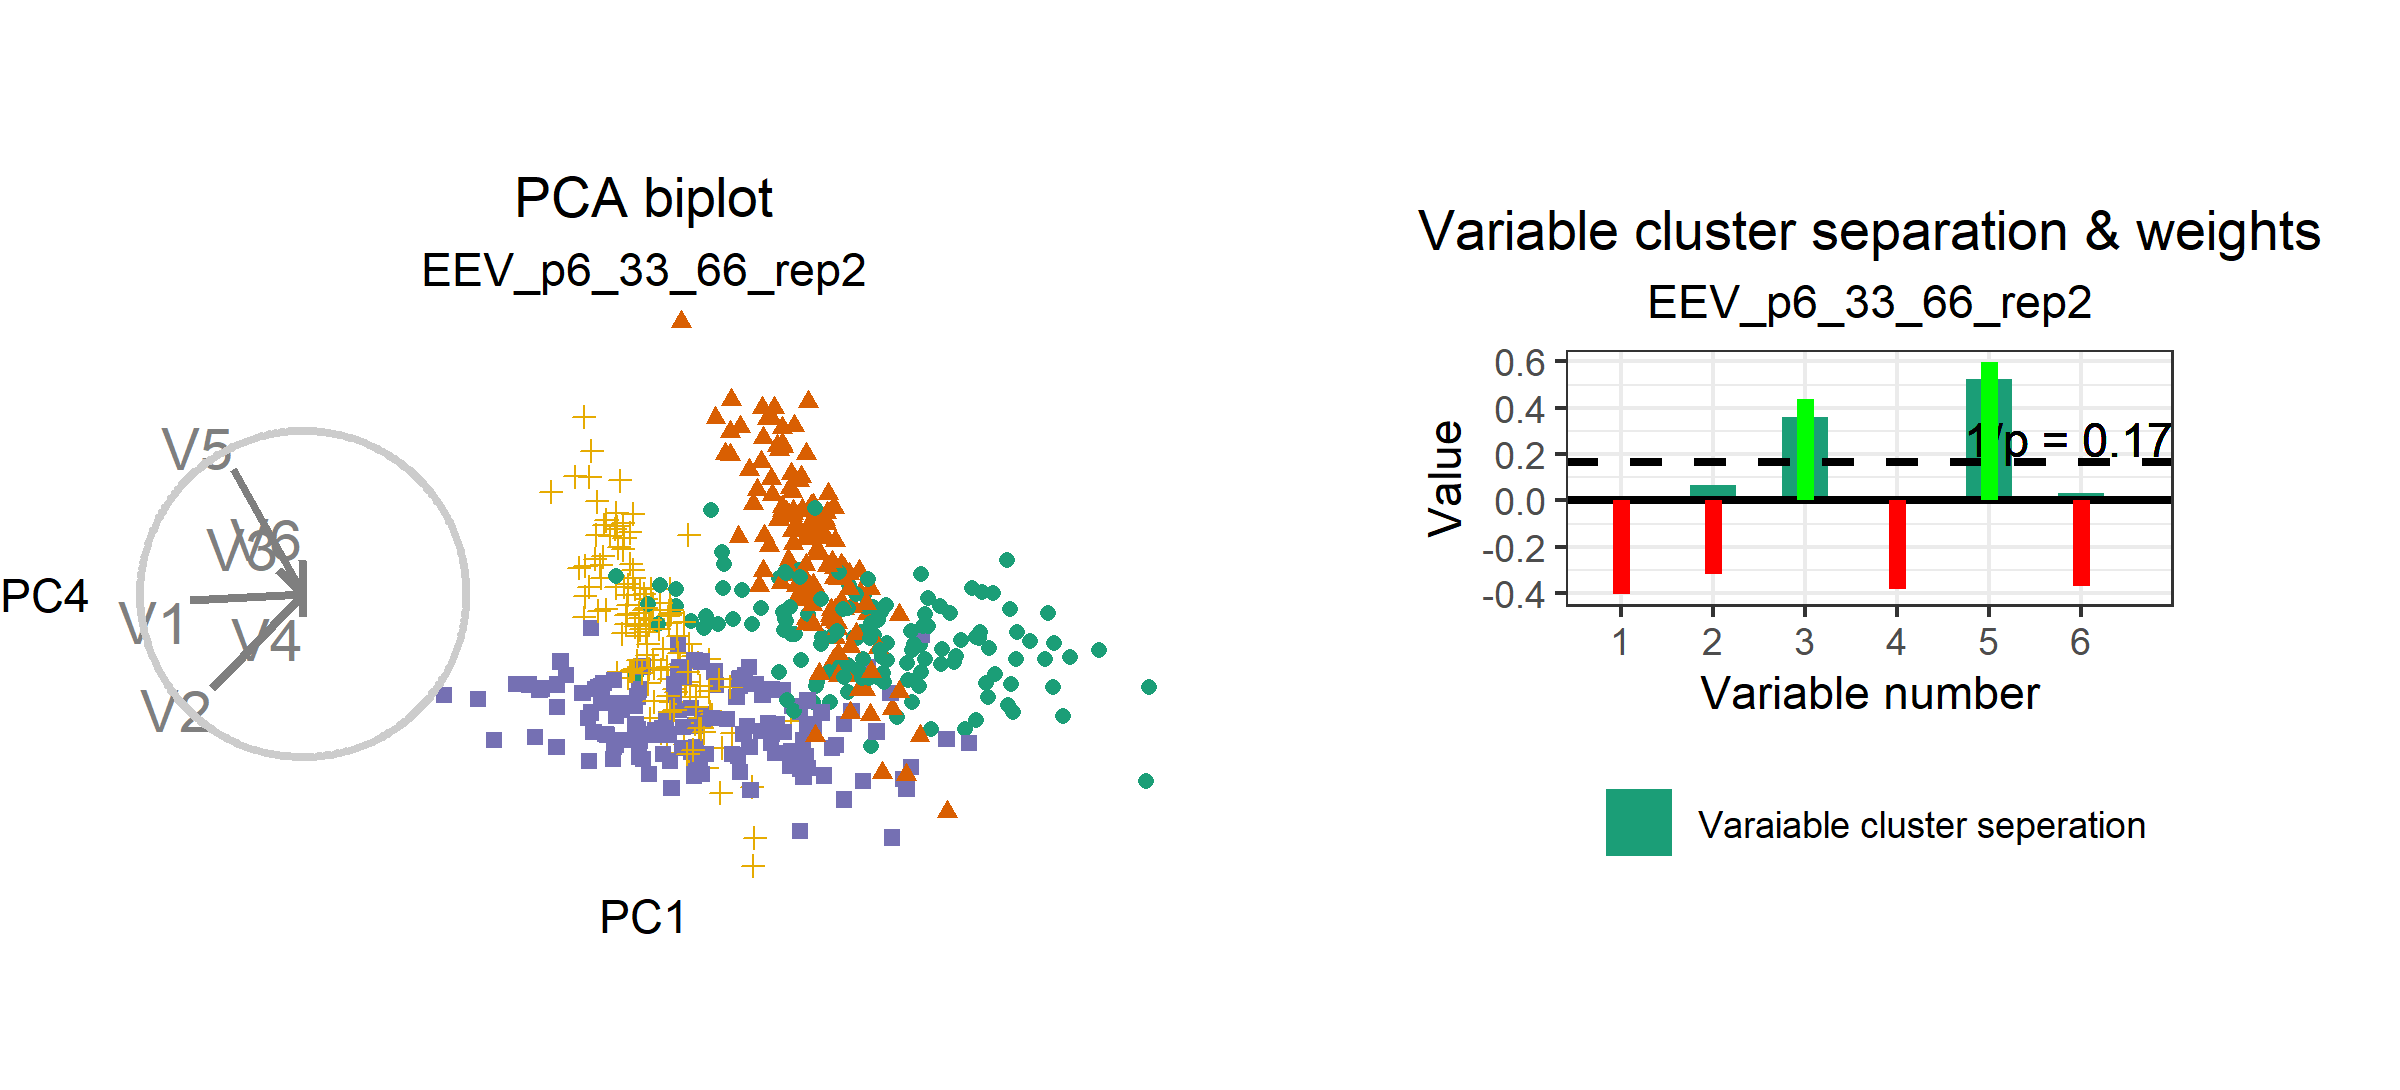 PCA biplot
EEV_p6_33_66_rep2
V5
V6
V3
PC4
V1
V4
V2
PC1
Variable cluster separation & weights
EEV_p6_33_66_rep2
Value
0.6
0.4
0.2
0.0
-0.2
-0.4
1/p = 0.17
1 2 3 4 5 6
Variable number
Varaiable cluster seperation